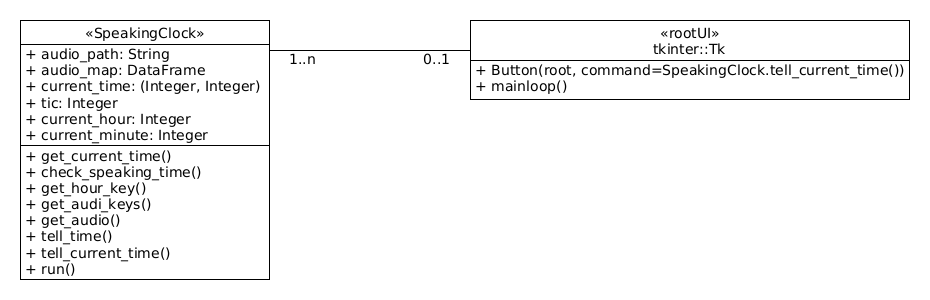 «SpeakingClock»
+ audio_path: String
+ audio_map: DataFrame
+ current_time: (Integer, Integer)
+ tic: Integer
+ current_hour: Integer
+ current_minute: Integer
+ get_current_time()
+ check_speaking_time()
+ get_hour_key()
+ get_audi_keys()
+ get_audio()
+ tell_time()
+ tell_current_time()
+ run()
1..n
0..1
«rootUI»
tkinter::Tk
+ Button(root, command=SpeakingClock.tell_current_time())
+ mainloop()